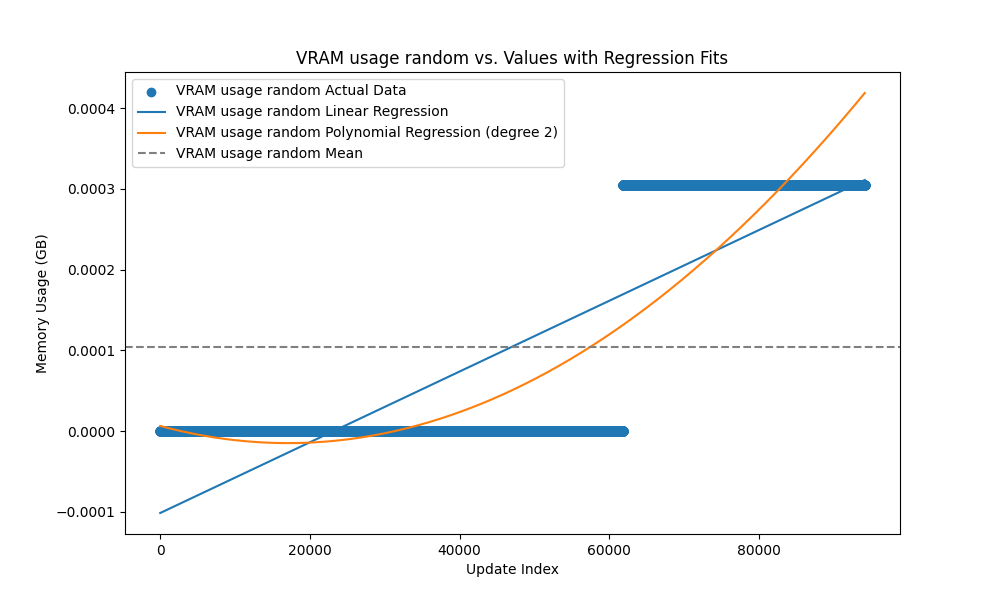 VRAM usage random vs. Values with Regression Fits
VRAM usage random Actual Data
VRAM usage random Linear Regression
VRAM usage random Polynomial Regression (degree 2)
VRAM usage random Mean
Memory Usage (GB)
0.0004
0.0003
0.0002
0.0001
0.0000
−0.0001
0
20000
40000
60000
80000
Update Index